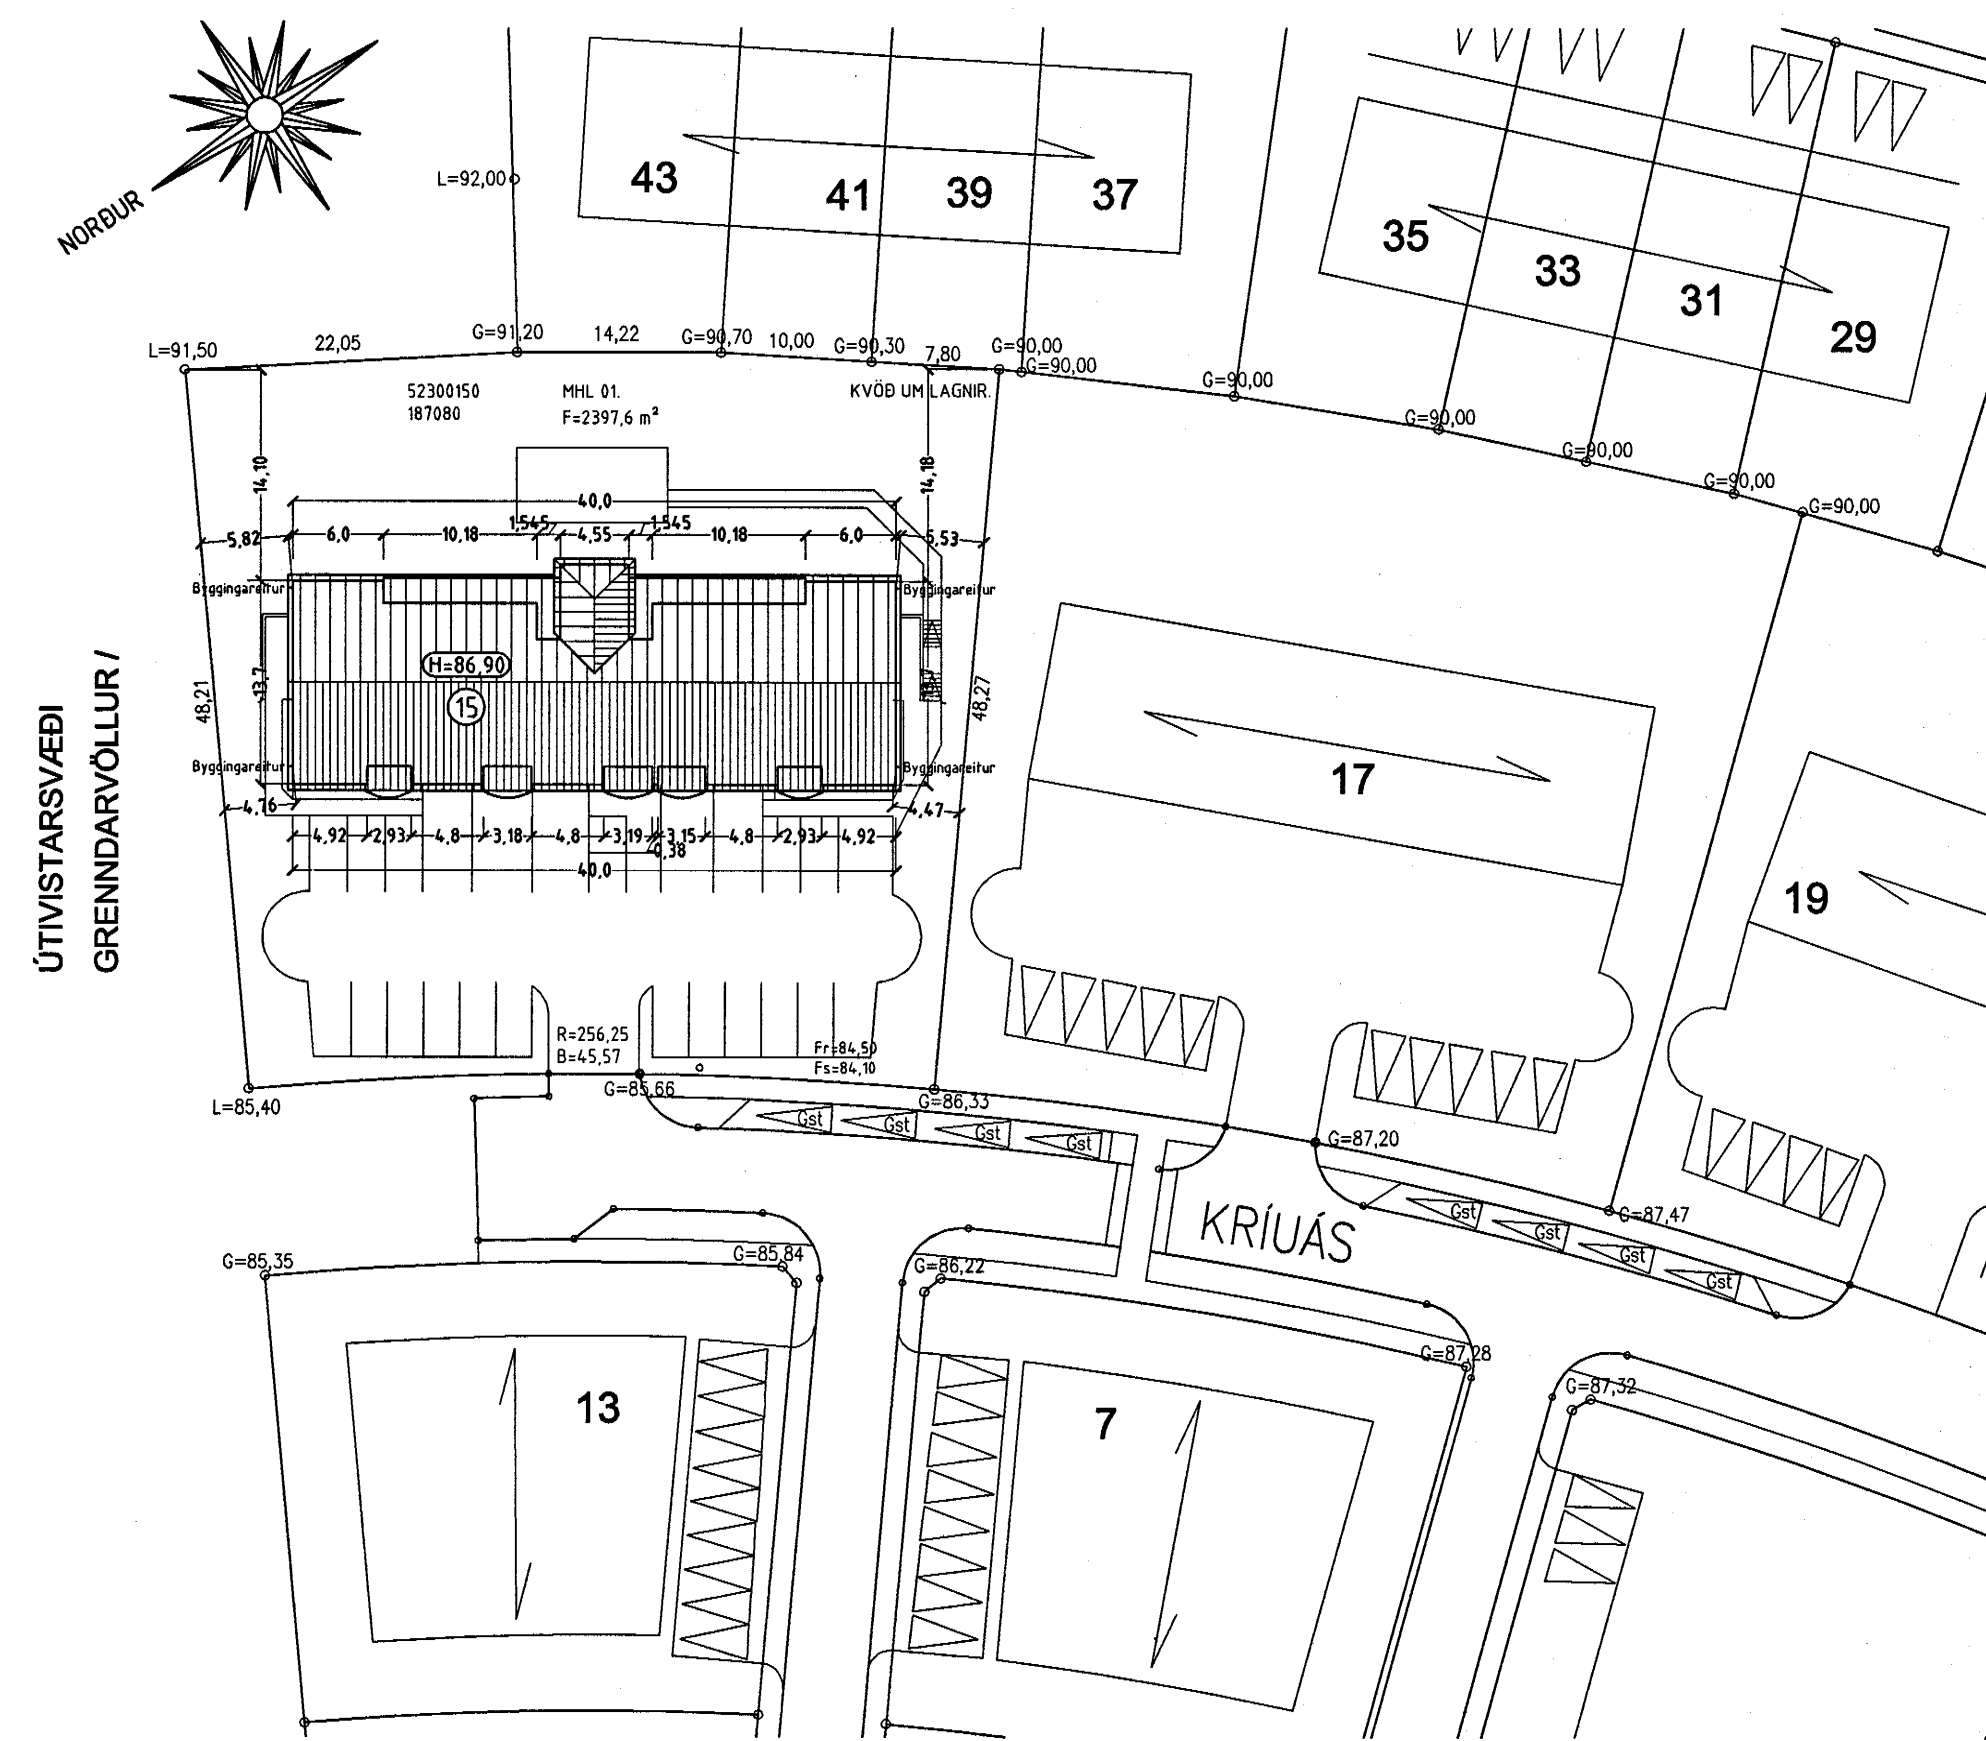 NORÐUR
L=92,00
43
41
39
37
35
33
31
29
L=91,50
22,05
G=91,20
14,22
G=90,70
10,00
G=90,30
7,80
G=90,00
G=90,00
G=90,00
G=90,00
G=90,00
G=90,00
G=90,00
52300150
187080
MHL 01.
F=2397,6 m²
KVÖÐ UM LAGNIR.
14,10
14,18
40,0
5,82
6,0
10,18
1,545
4,55
1,545
10,18
6,0
5,53
Byggingareitur
Byggingareitur
H=86,90
15
13,7
48,21
48,27
Byggingareitur
Byggingareitur
4,76
4,47
4,92
2,93
4,8
3,18
4,8
3,19
3,15
4,8
2,93
4,92
0,38
40,0
ÚTIVISTARSVÆÐI
GRENNDARVÖLLUR /
17
19
R=256,25
B=45,57
Fr=84,50
Fs=84,10
L=85,40
G=85,66
G=86,33
Gst
Gst
Gst
Gst
G=87,20
KRÍUÁS
Gst
Gst
Gst
Gst
G=87,47
G=85,35
G=85,84
G=86,22
G=87,28
G=87,32
13
7